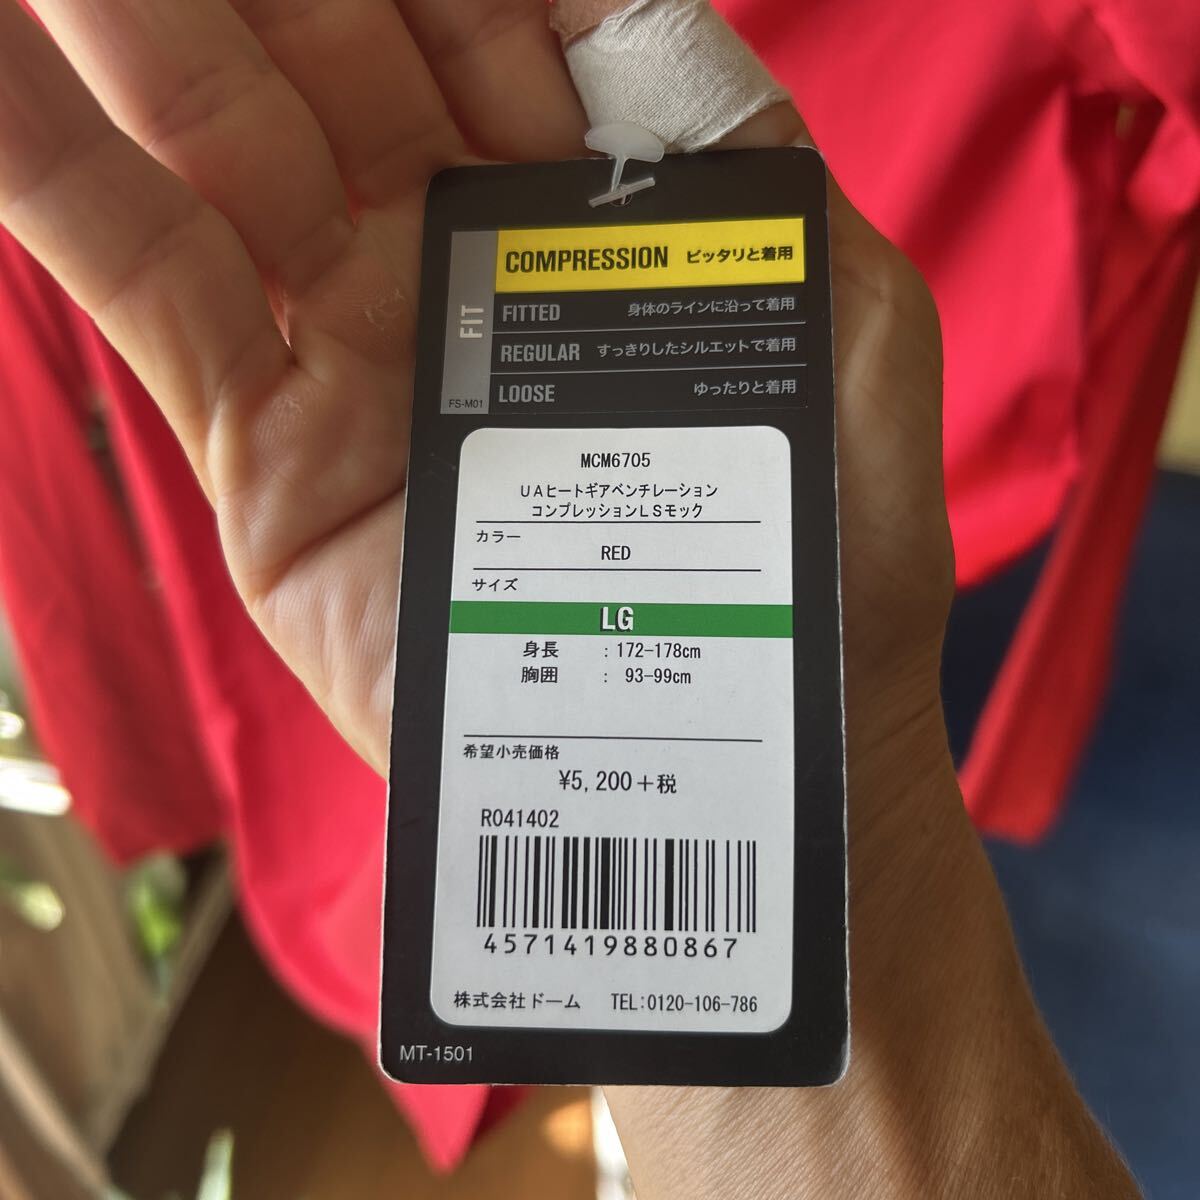 COMPRESSION ピッタリと着用
FIT
FITTED 身体のラインに沿って着用
REGULAR すっきりしたシルエットで着用
FS-M01 LOOSE ゆったりと着用
MCM6705
UAヒートギアベンチレーション
コンプレッションLSモック
カラー
RED
サイズ
LG
身長 : 172-178cm
胸囲 : 93-99cm
希望小売価格
¥5,200+税
R041402
4571419880867
株式会社ドーム TEL:0120-106-786
MT-1501